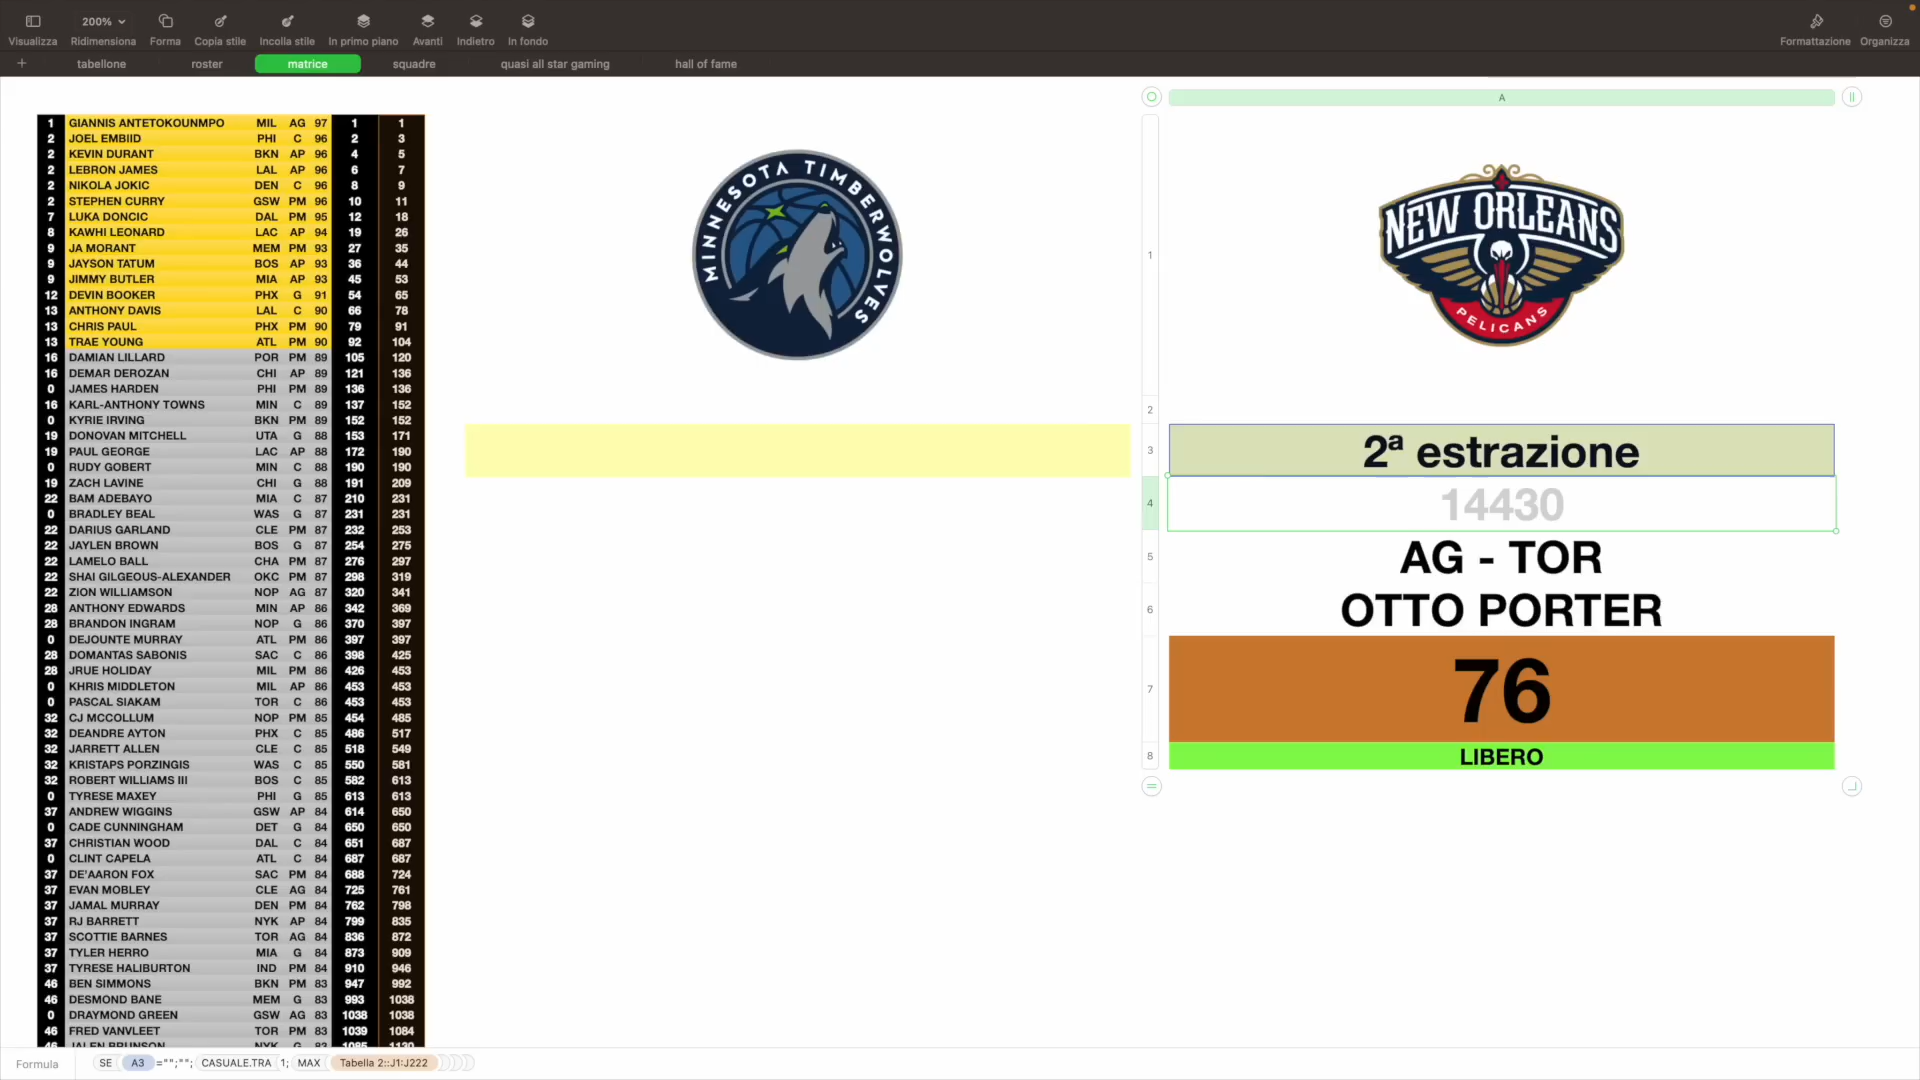 Visualizza
200%
Ridimensiona
Forma
Copia stile
Incolla stile
In primo piano
Avanti
Indietro
In fondo
Formattazione
Organizza
+ tabellone roster matrice squadre quasi all star gaming hall of fame
1 GIANNIS ANTETOKOUNMPO MIL AG 97 1 1
2 JOEL EMBIID PHI C 96 2 3
2 KEVIN DURANT BKN AP 96 4 5
2 LEBRON JAMES LAL AP 96 6 7
2 NIKOLA JOKIC DEN C 96 8 9
2 STEPHEN CURRY GSW PM 96 10 11
7 LUKA DONCIC DAL PM 95 12 18
8 KAWHI LEONARD LAC AP 94 19 26
9 JA MORANT MEM PM 93 27 35
9 JAYSON TATUM BOS AP 93 36 44
9 JIMMY BUTLER MIA AP 93 45 53
12 DEVIN BOOKER PHX G 91 54 65
13 ANTHONY DAVIS LAL C 90 66 78
13 CHRIS PAUL PHX PM 90 79 91
13 TRAE YOUNG ATL PM 90 92 104
16 DAMIAN LILLARD POR PM 89 105 120
16 DEMAR DEROZAN CHI AP 89 121 136
0 JAMES HARDEN PHI PM 89 136 136
16 KARL-ANTHONY TOWNS MIN C 89 137 152
0 KYRIE IRVING BKN PM 89 152 152
19 DONOVAN MITCHELL UTA G 88 153 171
19 PAUL GEORGE LAC AP 88 172 190
0 RUDY GOBERT MIN C 88 190 190
19 ZACH LAVINE CHI G 88 191 209
22 BAM ADEBAYO MIA C 87 210 231
0 BRADLEY BEAL WAS G 87 231 231
22 DARIUS GARLAND CLE PM 87 232 253
22 JAYLEN BROWN BOS G 87 254 275
22 LAMELO BALL CHA PM 87 276 297
22 SHAI GILGEOUS-ALEXANDER OKC PM 87 298 319
22 ZION WILLIAMSON NOP AG 87 320 341
28 ANTHONY EDWARDS MIN AP 86 342 369
28 BRANDON INGRAM NOP G 86 370 397
0 DEJOUNTE MURRAY ATL PM 86 397 397
28 DOMANTAS SABONIS SAC C 86 398 425
28 JRUE HOLIDAY MIL PM 86 426 453
0 KHRIS MIDDLETON MIL AP 86 453 453
0 PASCAL SIAKAM TOR C 86 453 453
32 CJ MCCOLLUM NOP PM 85 454 485
32 DEANDRE AYTON PHX C 85 486 517
32 JARRETT ALLEN CLE C 85 518 549
32 KRISTAPS PORZINGIS WAS C 85 550 581
32 ROBERT WILLIAMS III BOS C 85 582 613
0 TYRESE MAXEY PHI G 85 613 613
37 ANDREW WIGGINS GSW AP 84 614 650
0 CADE CUNNINGHAM DET G 84 650 650
37 CHRISTIAN WOOD DAL C 84 651 687
0 CLINT CAPELA ATL C 84 687 687
37 DE'AARON FOX SAC PM 84 688 724
37 EVAN MOBLEY CLE AG 84 725 761
37 JAMAL MURRAY DEN PM 84 762 798
37 RJ BARRETT NYK AP 84 799 835
37 SCOTTIE BARNES TOR AG 84 836 872
37 TYLER HERRO MIA G 84 873 909
37 TYRESE HALIBURTON IND PM 84 910 946
46 BEN SIMMONS BKN PM 83 947 992
46 DESMOND BANE MEM G 83 993 1038
0 DRAYMOND GREEN GSW AG 83 1038 1038
46 FRED VANVLEET TOR PM 83 1039 1084
46 JALEN BRUNSON NYK G 83 1085 1130
MINNESOTA TIMBERWOLVES
A
1
NEW ORLEANS
PELICANS
2
3 2ª estrazione
4 14430
5 AG - TOR
6 OTTO PORTER
7 76
8 LIBERO
Formula SE A3 ="";""; CASUALE.TRA 1; MAX Tabella 2::J1:J222